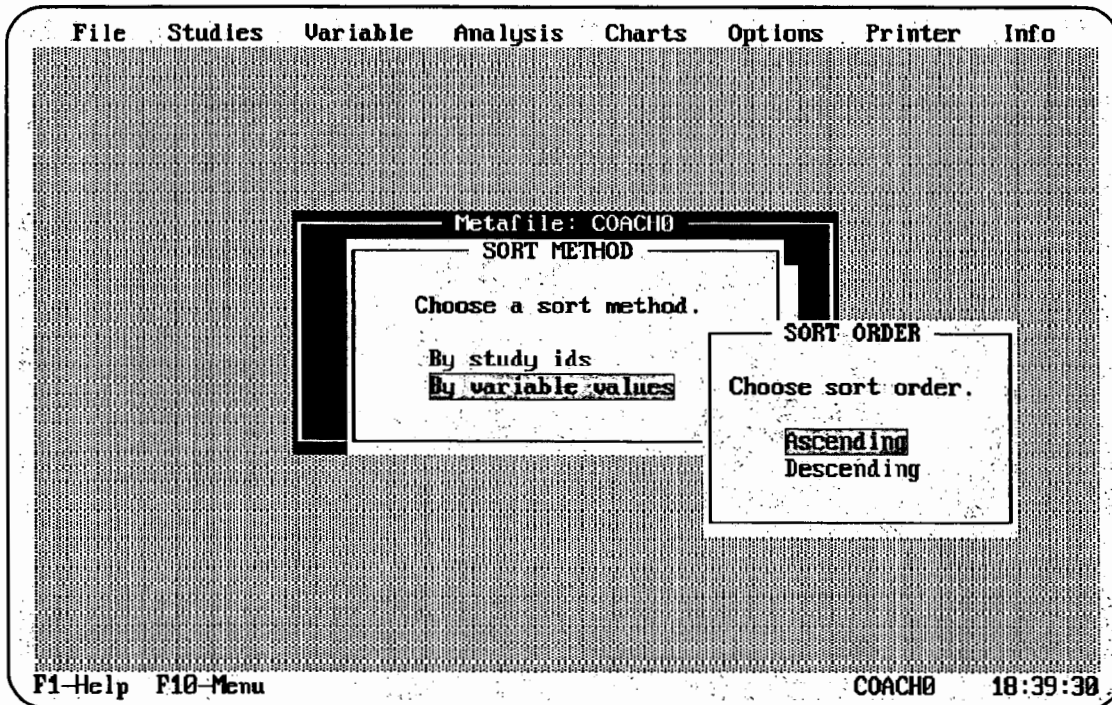 File Studies Variable Analysis Charts Options Printer Info
Metafile: COACH0
SORT METHOD
Choose a sort method.
By study ids
By variable values
SORT ORDER
Choose sort order.
Ascending
Descending
F1-Help F10-Menu COACH0 18:39:30